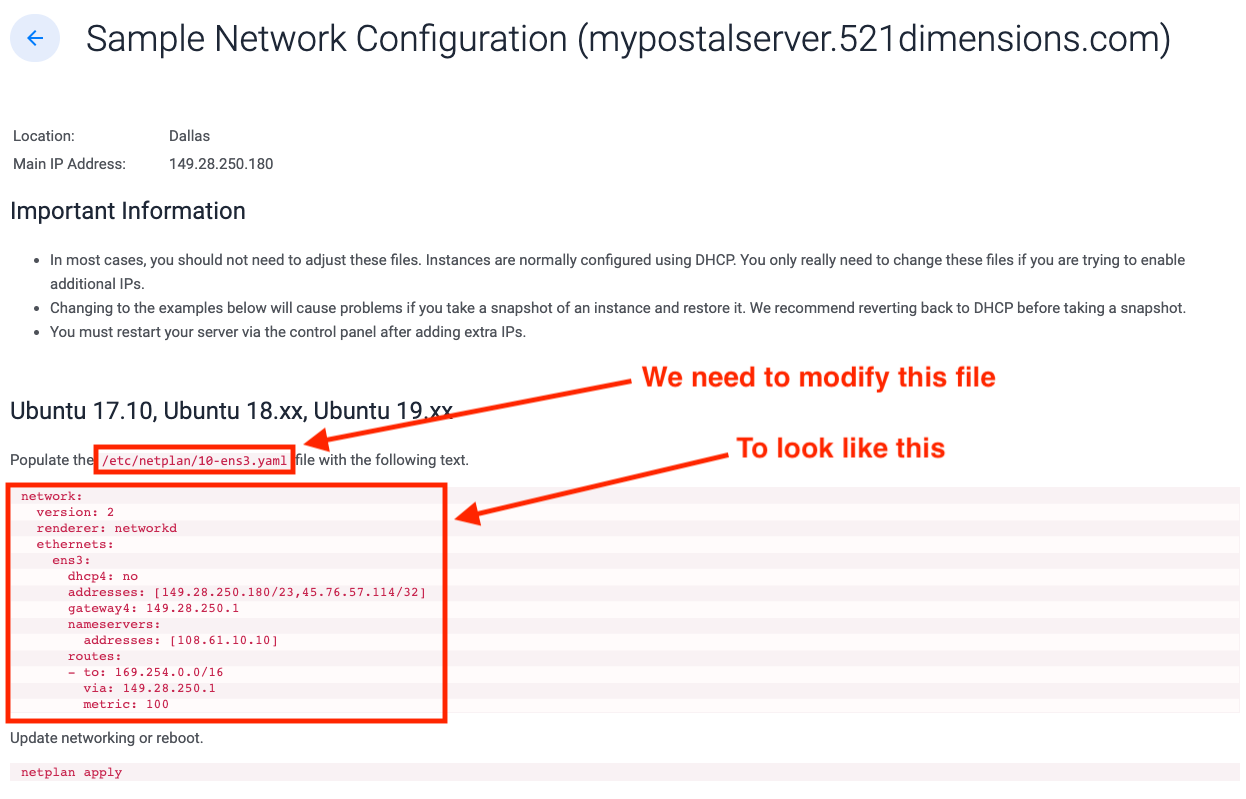 Sample Network Configuration (mypostalserver.521dimensions.com)
Location: Dallas
Main IP Address: 149.28.250.180
Important Information
• In most cases, you should not need to adjust these files. Instances are normally configured using DHCP. You only really need to change these files if you are trying to enable
additional IPs.
• Changing to the examples below will cause problems if you take a snapshot of an instance and restore it. We recommend reverting back to DHCP before taking a snapshot.
• You must restart your server via the control panel after adding extra IPs.
We need to modify this file
Ubuntu 17.10, Ubuntu 18.xx, Ubuntu 19.xx
To look like this
Populate the /etc/netplan/10-ens3.yaml file with the following text.
network:
  version: 2
  renderer: networkd
  ethernets:
    ens3:
      dhcp4: no
      addresses: [149.28.250.180/23,45.76.57.114/32]
      gateway4: 149.28.250.1
      nameservers:
        addresses: [108.61.10.10]
      routes:
      - to: 169.254.0.0/16
        via: 149.28.250.1
        metric: 100
Update networking or reboot.
netplan apply